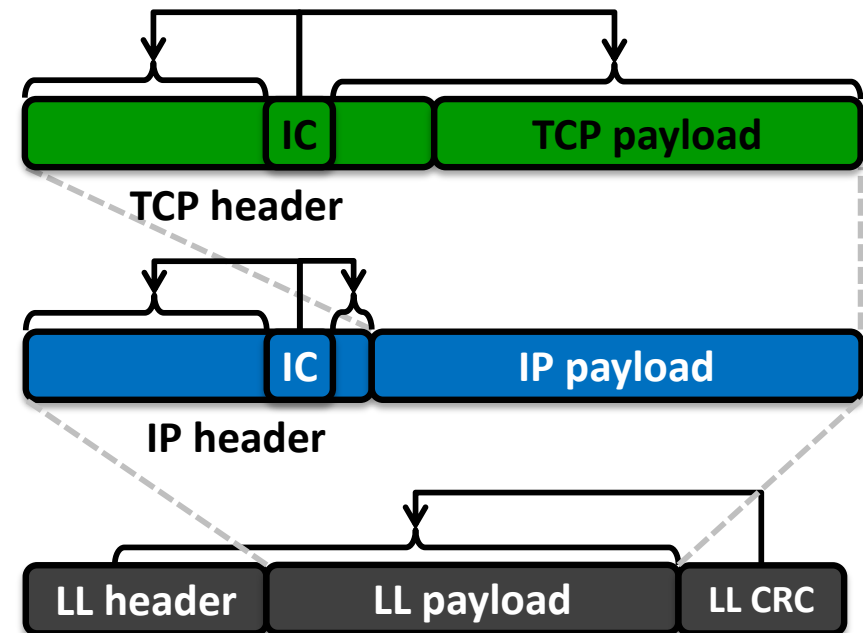 IC TCP payload
TCP header
IC IP payload
IP header
LL header LL payload LL CRC